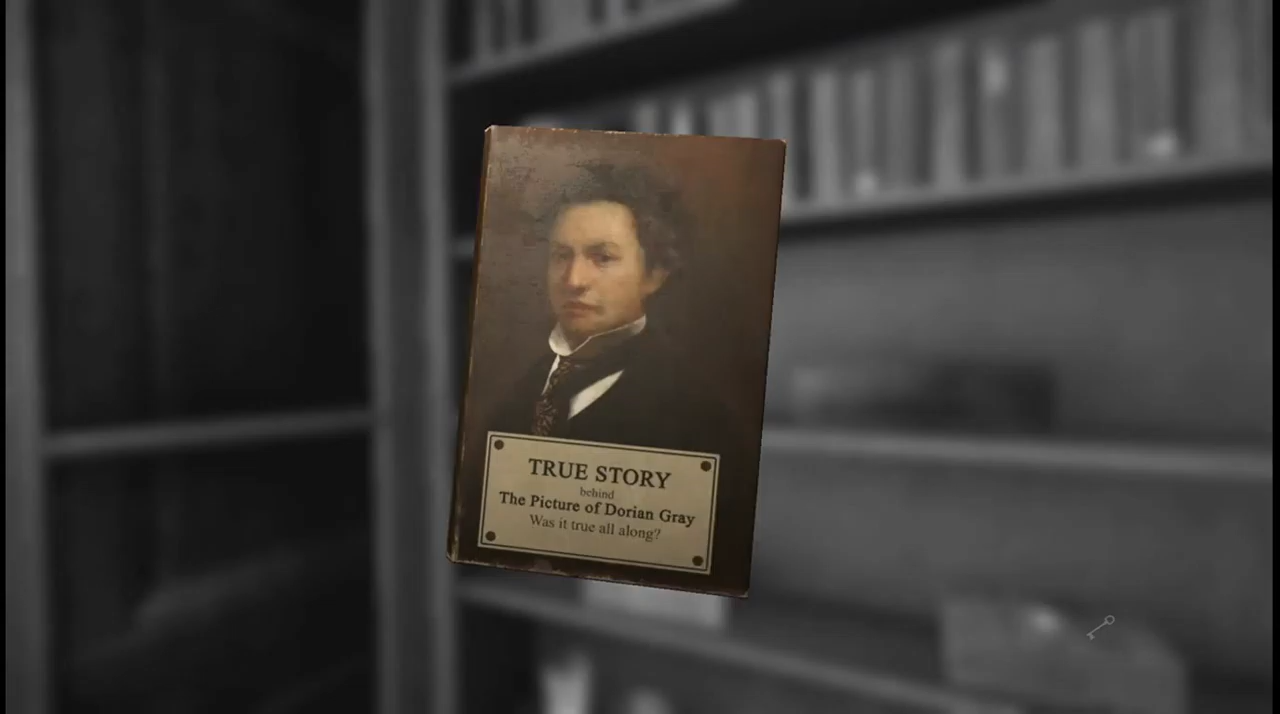 TRUE STORY
behind
The Picture of Dorian Gray
Was it true all along?